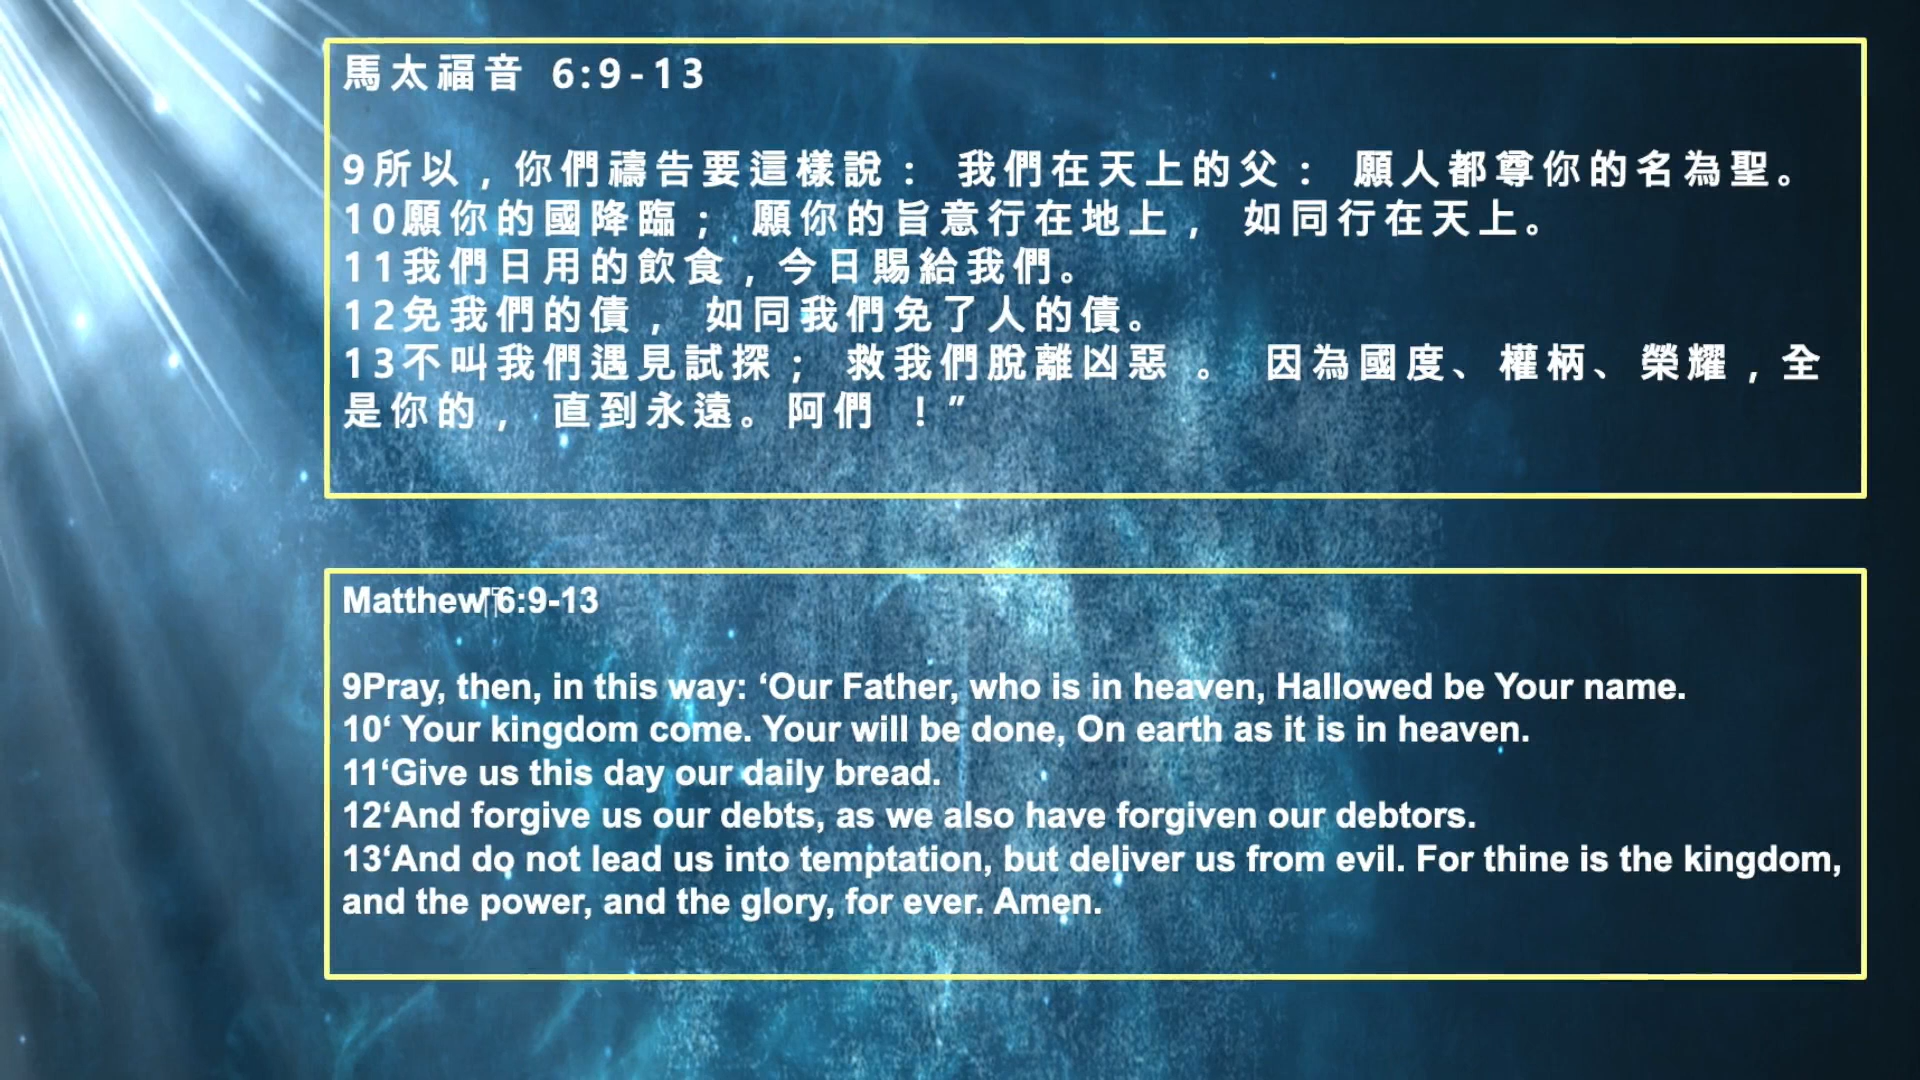 馬太福音 6:9-13
9所以，你們禱告要這樣說： 我們在天上的父： 願人都尊你的名為聖。
10願你的國降臨； 願你的旨意行在地上， 如同行在天上。
11我們日用的飲食，今日賜給我們。
12免我們的債， 如同我們免了人的債。
13不叫我們遇見試探； 救我們脫離凶惡 。 因為國度、權柄、榮耀，全
是你的， 直到永遠。阿們 ！”
Matthew 6:9-13
9Pray, then, in this way: ‘Our Father, who is in heaven, Hallowed be Your name.
10‘ Your kingdom come. Your will be done, On earth as it is in heaven.
11‘Give us this day our daily bread.
12‘And forgive us our debts, as we also have forgiven our debtors.
13‘And do not lead us into temptation, but deliver us from evil. For thine is the kingdom,
and the power, and the glory, for ever. Amen.